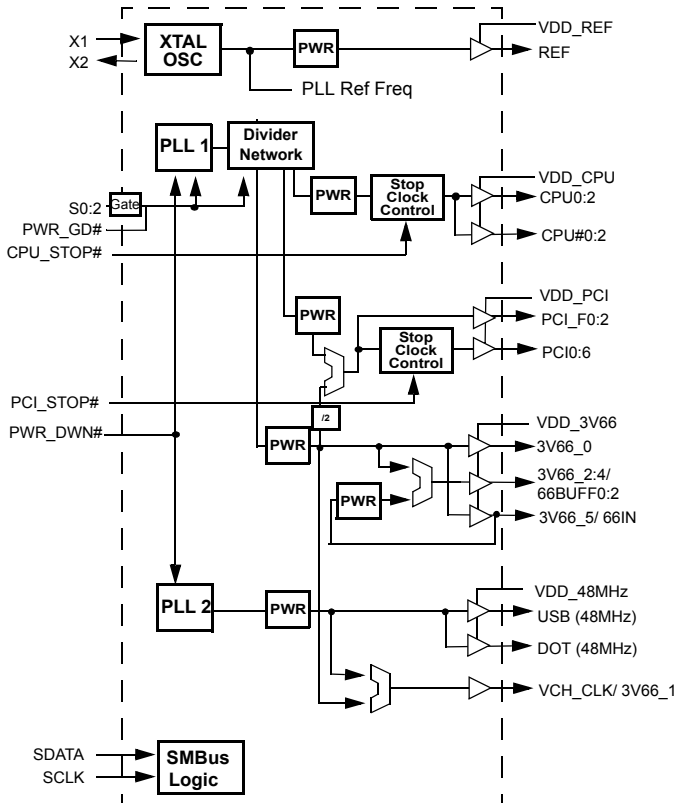 X1
X2
XTAL
OSC
PWR
VDD_REF
REF
PLL Ref Freq
PLL 1
Divider
Network
S0:2
Gate
PWR_GD#
CPU_STOP#
PWR
Stop
Clock
Control
VDD_CPU
CPU0:2
CPU#0:2
PWR
Stop
Clock
Control
VDD_PCI
PCI_F0:2
PCI0:6
PCI_STOP#
/2
PWR_DWN#
PWR
VDD_3V66
3V66_0
PWR
3V66_2:4/
66BUFF0:2
3V66_5/ 66IN
PLL 2
PWR
VDD_48MHz
USB (48MHz)
DOT (48MHz)
VCH_CLK/ 3V66_1
SDATA
SCLK
SMBus
Logic